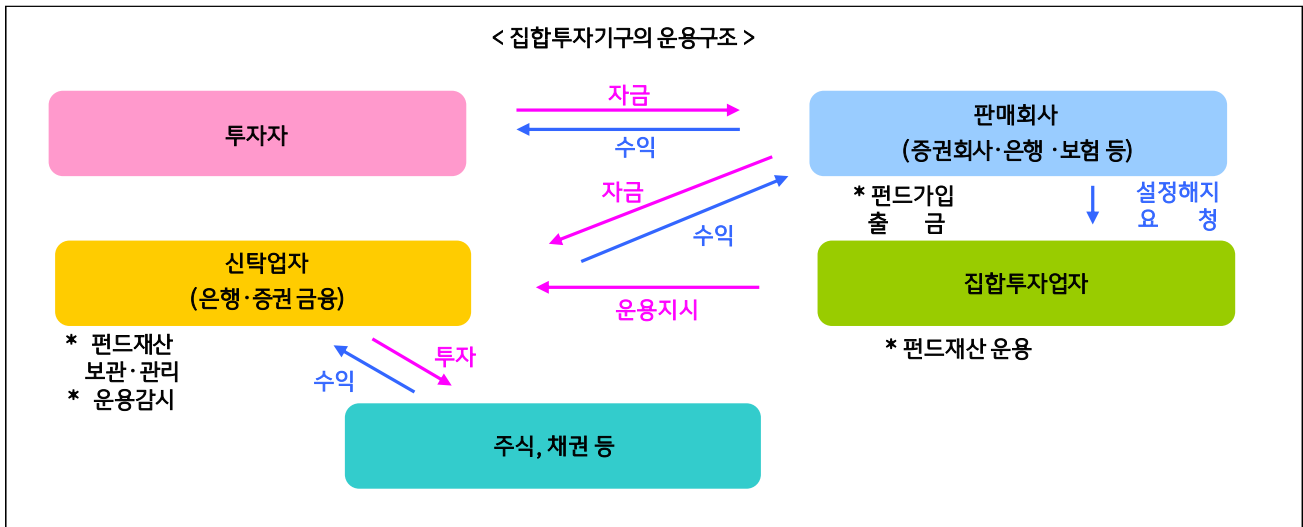 < 집합투자기구의 운용구조 >
투자자
자금
수익
판매회사
(증권회사·은행 ·보험 등)
자금
수익
* 펀드가입
출 금
설정해지
요 청
신탁업자
(은행·증권 금융)
운용지시
집합투자업자
* 펀드재산
보관·관리
* 운용감시
* 펀드재산 운용
투자
수익
주식, 채권 등